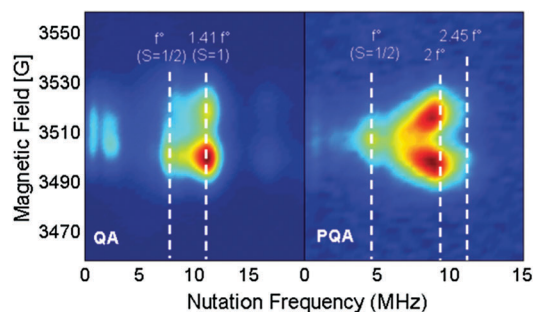 Magnetic Field [G]
3550
3530
3510
3490
3470
f° 1.41 f°
(S=1/2) (S=1)
QA
2.45 f°
f° 2 f°
(S=1/2)
PQA
0 5 10 0 5 10 15
Nutation Frequency (MHz)